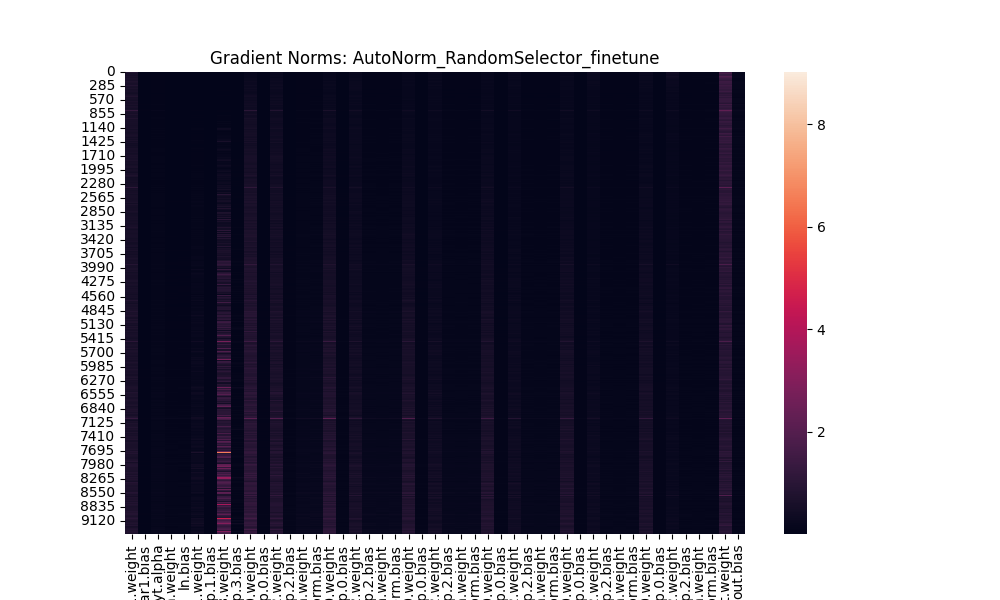 Gradient Norms: AutoNorm_RandomSelector_finetune
0
285
570
855
1140
1425
1710
1995
2280
2565
2850
3135
3420
3705
3990
4275
4560
4845
5130
5415
5700
5985
6270
6555
6840
7125
7410
7695
7980
8265
8550
8835
9120
8
6
4
2
.weight
ar1.bias
yt.alpha
.weight
ln.bias
.weight
p.1.bias
.weight
p.3.bias
.weight
p.0.bias
.weight
p.2.bias
.weight
rm.bias
.weight
p.0.bias
.weight
p.2.bias
.weight
rm.bias
.weight
p.0.bias
.weight
p.2.bias
.weight
rm.bias
.weight
p.0.bias
.weight
p.2.bias
.weight
rm.bias
.weight
p.0.bias
.weight
p.2.bias
.weight
rm.bias
.weight
p.0.bias
.weight
p.2.bias
.weight
rm.bias
.weight
out.bias